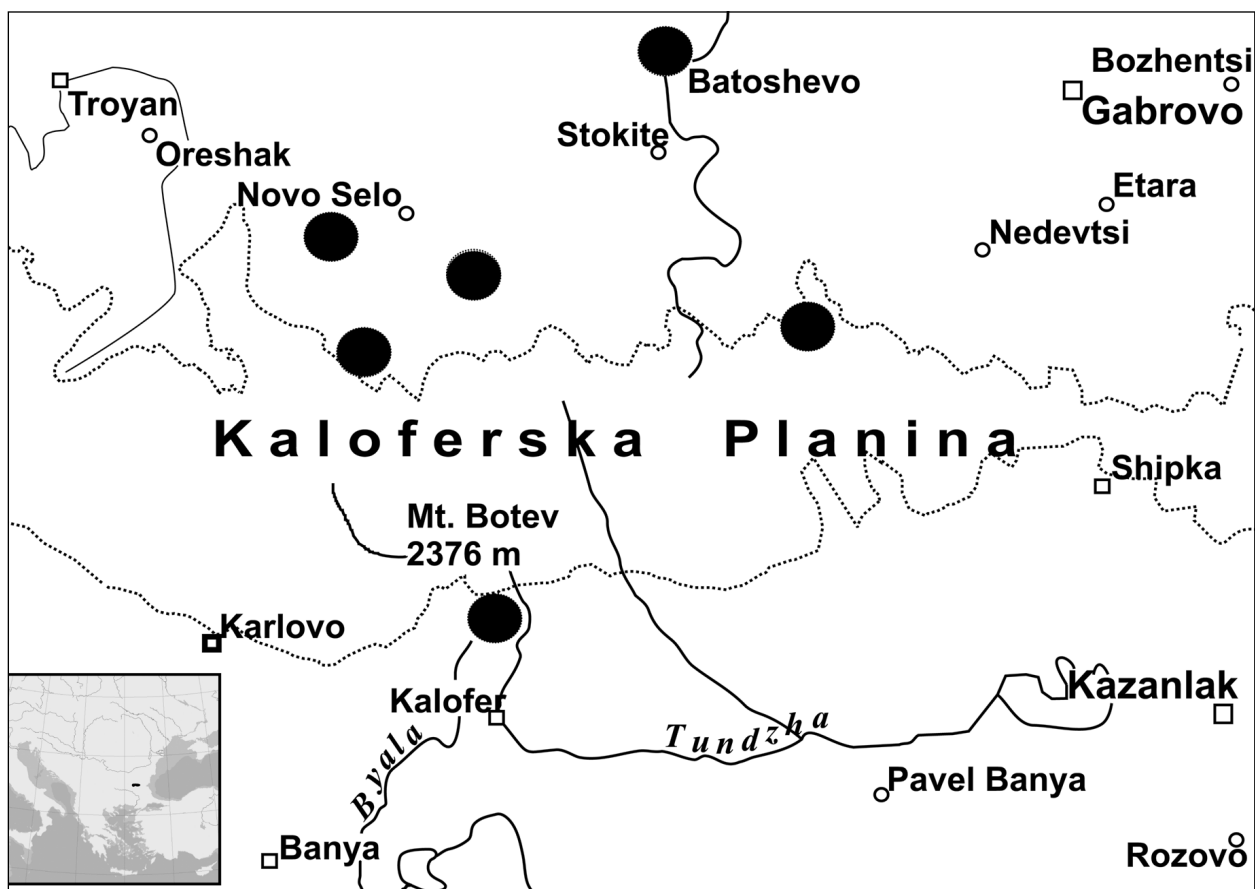 Bozhentsi
Batoshevo
Troyan
Gabrovo
Stokite
Oreshak
Etara
Novo Selo
Nedevtsi
Kaloferska Planina
Shipka
Mt. Botev
2376 m
Karlovo
Kazanlak
Kalofer
Tundzha
Byala
Pavel Banya
Banya
Rozovo